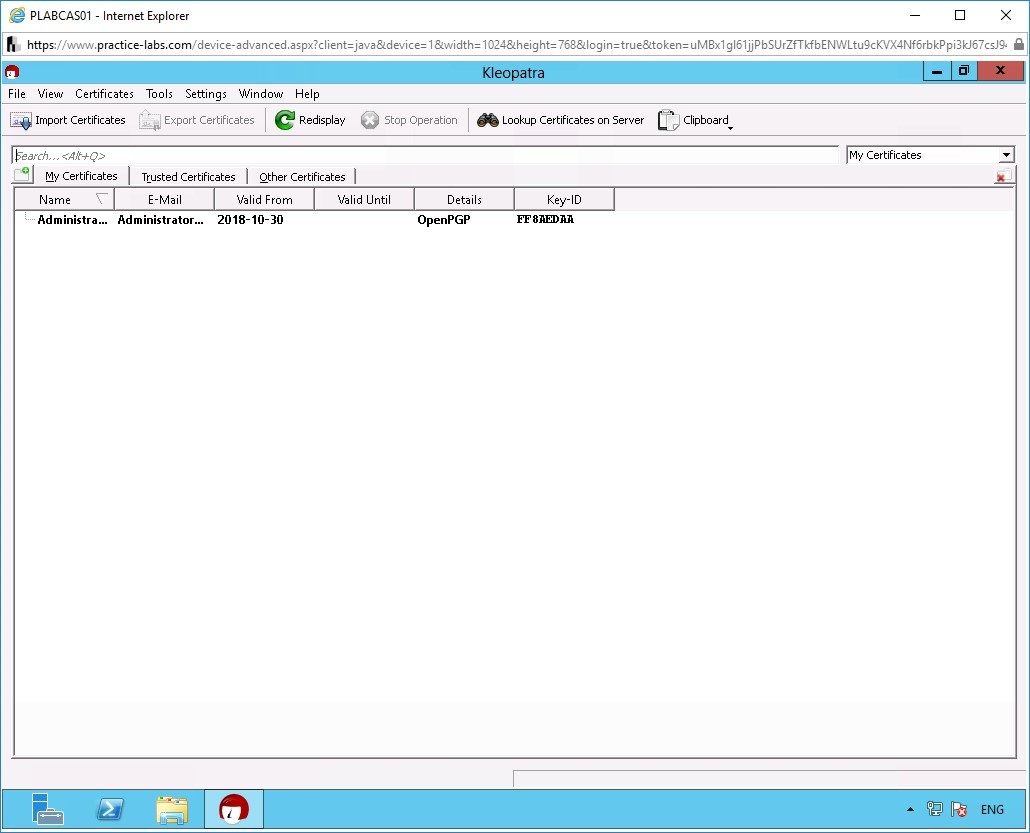 PLABCAS01 - Internet Explorer
https://www.practice-labs.com/device-advanced.aspx?client=java&device=1&width=1024&height=768&login=true&token=uMBx1gI61jjPbSUrZfTkfbENWLtu9cKVX4Nf6rbkPpi3kJ67csJ94
Kleopatra
File View Certificates Tools Settings Window Help
Import Certificates Export Certificates Redisplay Stop Operation Lookup Certificates on Server Clipboard
Search...<Alt+Q> My Certificates
My Certificates Trusted Certificates Other Certificates
Name E-Mail Valid From Valid Until Details Key-ID
Administra... Administrator... 2018-10-30 OpenPGP FF8AEDAA
ENG